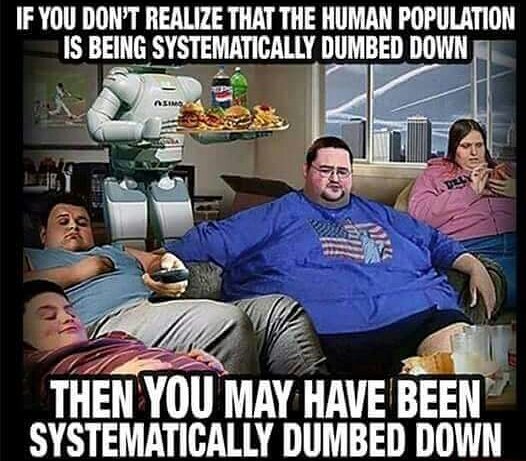 IF YOU DON'T REALIZE THAT THE HUMAN POPULATION
IS BEING SYSTEMATICALLY DUMBED DOWN
PEPSI
ASIMO
THEN YOU MAY HAVE BEEN
SYSTEMATICALLY DUMBED DOWN